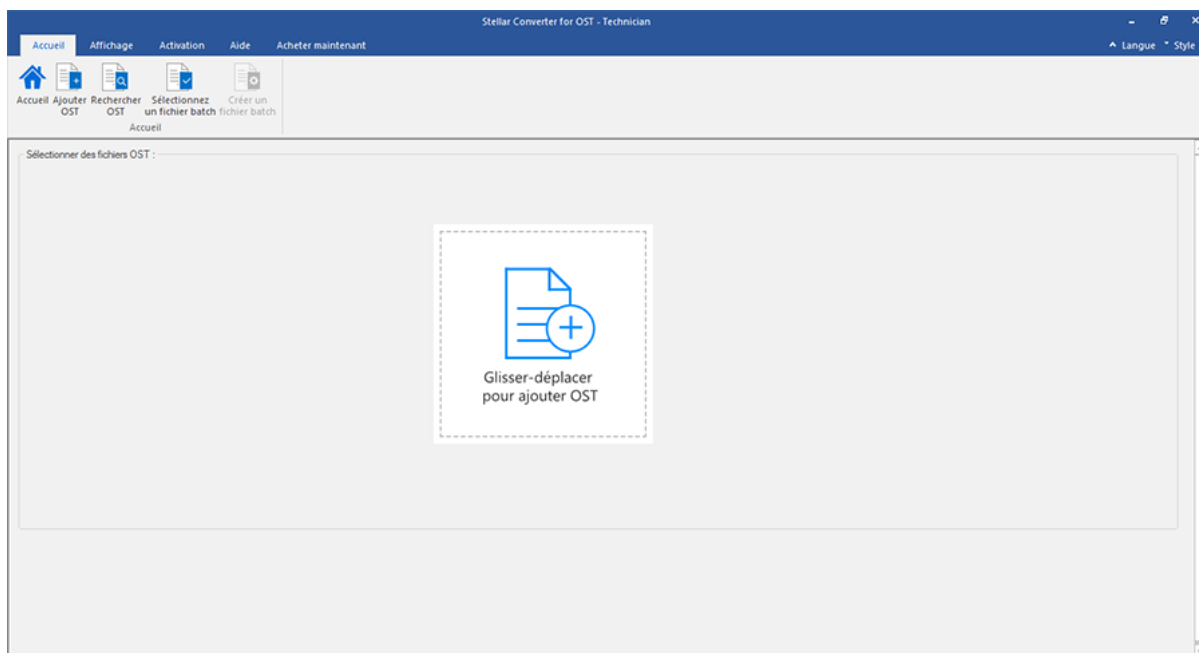 Stellar Converter for OST - Technician
Accueil Affichage Activation Aide Acheter maintenant
Langue Style
Accueil Ajouter Rechercher Sélectionnez Créer un
OST OST un fichier batch fichier batch
Accueil
Sélectionner des fichiers OST :
Glisser-déplacer
pour ajouter OST